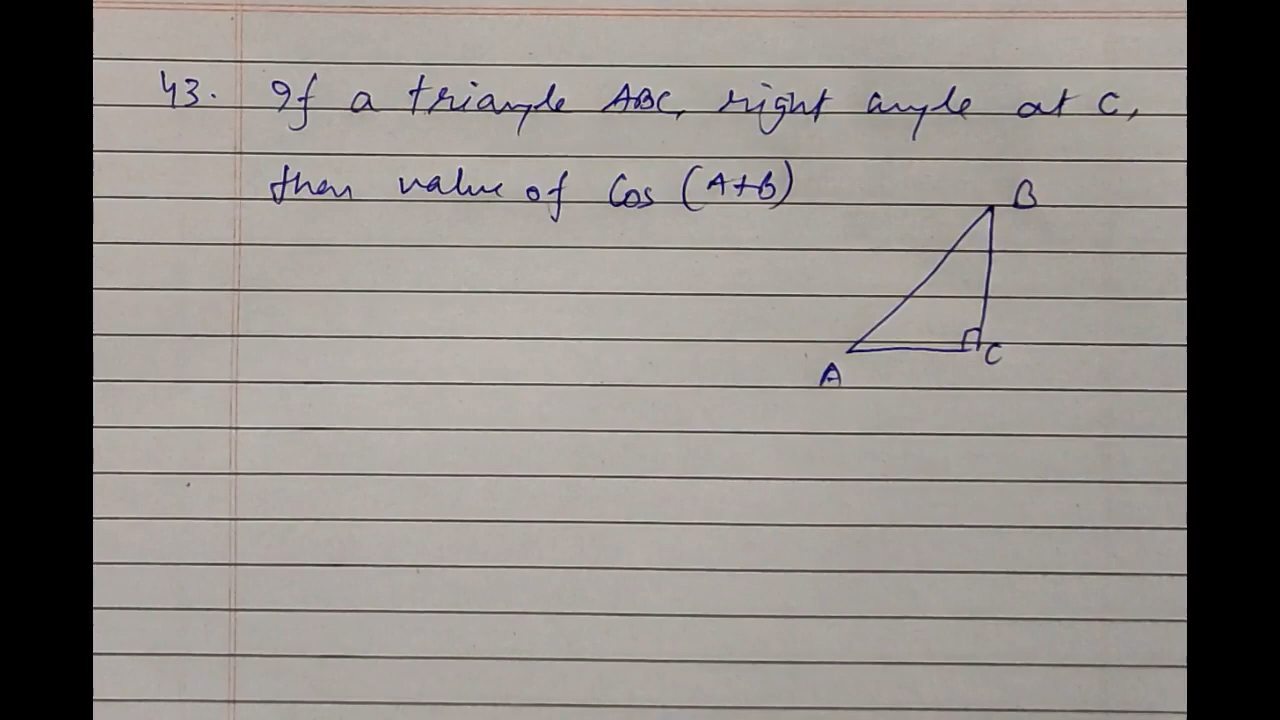 43. If a triangle ABC, right angle at C,
then value of Cos (A+B)
B
A
C